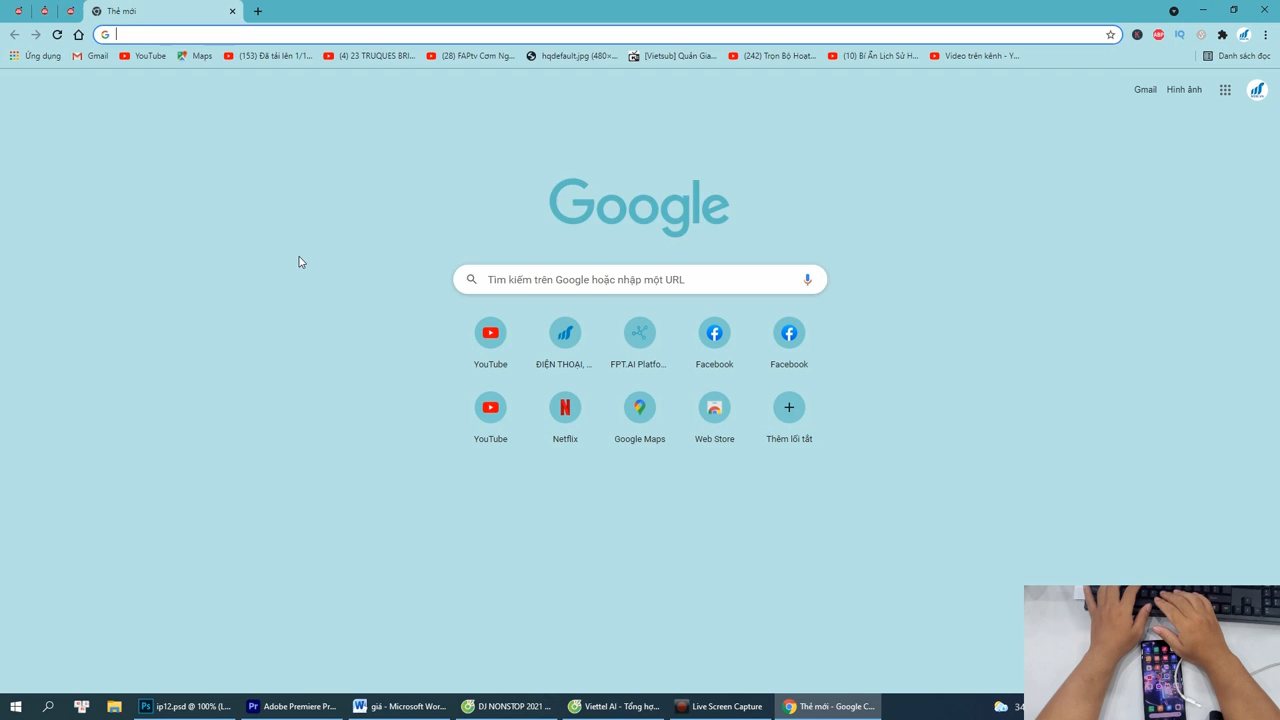 Thẻ mới
Ứng dụng
Gmail
YouTube
Maps
(153) Đã tải lên 1/1...
(4) 23 TRUQUES BRI...
(28) FAPtv Cơm Ng...
hqdefault.jpg (480×...
[Vietsub] Quản Gia...
(242) Trọn Bộ Hoạt...
(10) Bí Ẩn Lịch Sử H...
Video trên kênh - Y...
Danh sách đọc
Gmail
Hình ảnh
Google
Tìm kiếm trên Google hoặc nhập một URL
YouTube
ĐIỆN THOẠI, ...
FPT.AI Platfo...
Facebook
Facebook
YouTube
Netflix
Google Maps
Web Store
Thêm lối tắt
ip12.psd @ 100% (L...
Adobe Premiere Pr...
giá - Microsoft Wor...
DJ NONSTOP 2021 ...
Viettel AI - Tổng hợ...
Live Screen Capture
Thẻ mới - Google C...